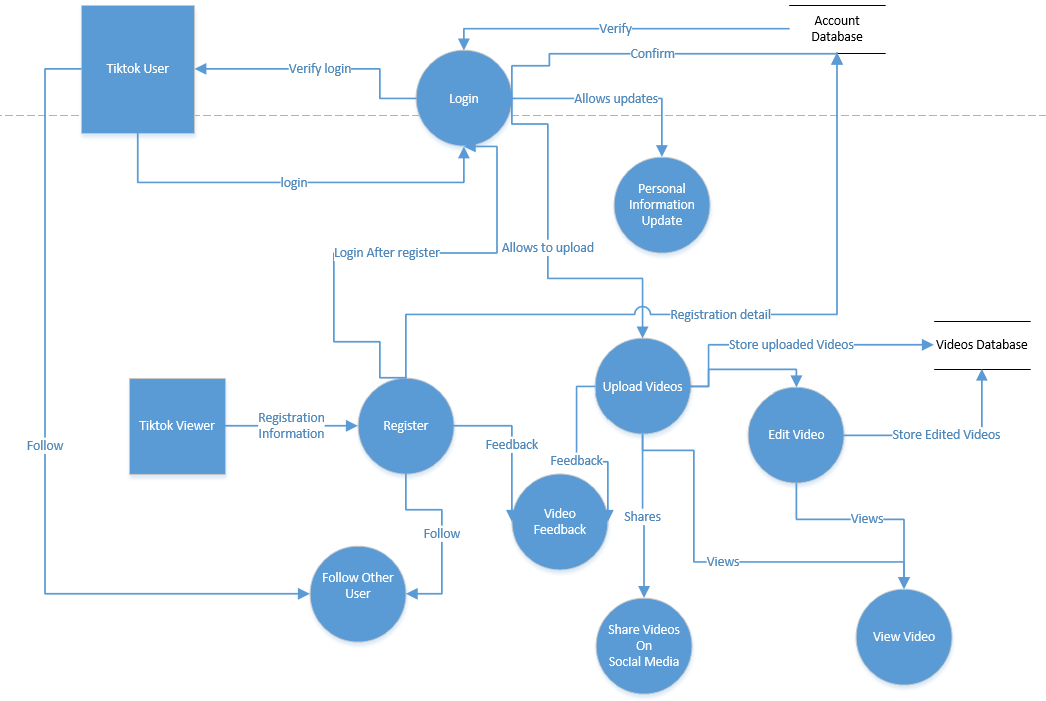 Account
Database
Verify
Confirm
Tiktok User
Verify login
Login
Allows updates
login
Personal
Information
Update
Login After register
Allows to upload
Registration detail
Store uploaded Videos
Videos Database
Upload Videos
Tiktok Viewer
Registration
Information
Register
Edit Video
Store Edited Videos
Follow
Feedback
Feedback
Video
Feedback
Shares
Views
Follow
Views
Follow Other
User
Share Videos
On
Social Media
View Video